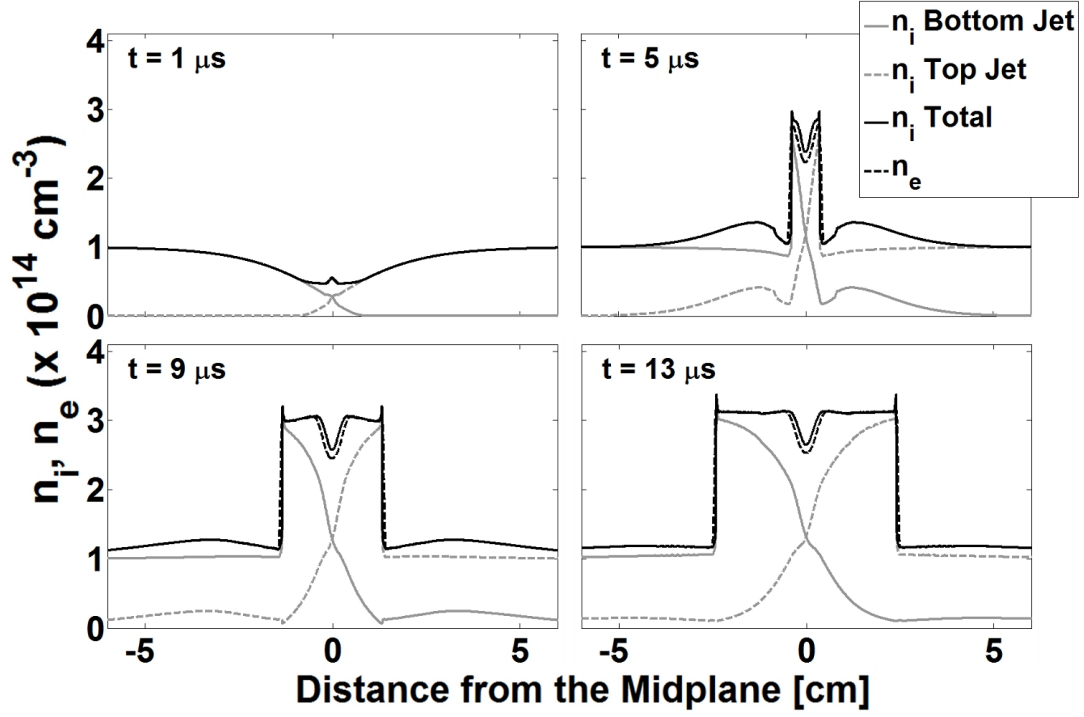 t = 1 μs
4
3
2
1
0
t = 5 μs
n_i Bottom Jet
n_i Top Jet
n_i Total
n_e
n_i, n_e (x 10^14 cm^-3)
t = 9 μs
4
3
2
1
0
-5 0 5
t = 13 μs
-5 0 5
Distance from the Midplane [cm]